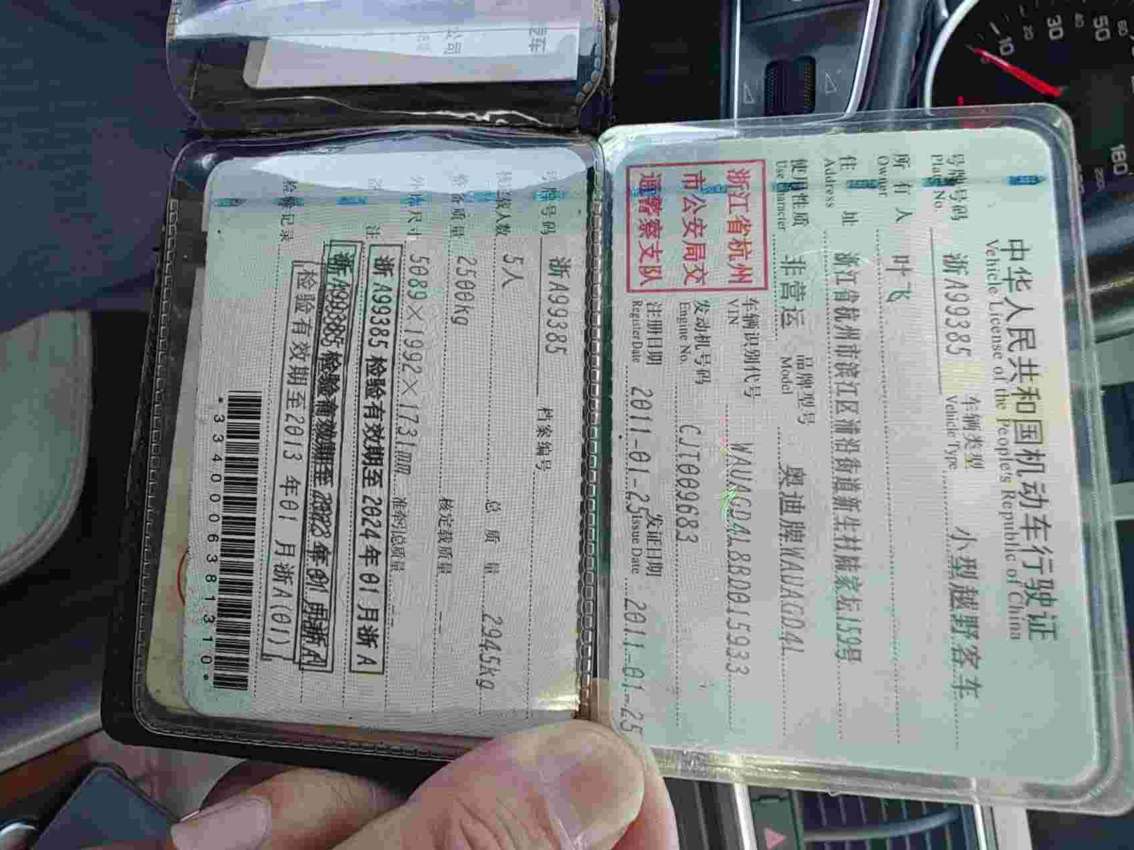 中华人民共和国机动车行驶证
Vehicle License of the People's Republic of China
号牌号码 浙A99385 车辆类型 小型越野客车
Plate No. Vehicle Type
所有人 叶飞
Owner
住址 浙江省杭州市滨江区浦沿街道新生村陆家坛159号
Address
使用性质 非营运 品牌型号 奥迪牌WAUAGD4L
Use Character Model
浙江省杭州
市公安局交
通警察支队
车辆识别代号 WAUAGD4L8BD015933
VIN
发动机号码 CJT009683
Engine No.
注册日期 2011-01-25 发证日期 2011-01-25
Register Date Issue Date
号牌号码 浙A99385 档案编号
核定载人数 5人 总质量 2945kg
整备质量 2500kg 核定载质量 --
外廓尺寸 5089×1992×1731mm 准牵引总质量 --
备注 浙A99385 检验有效期至2024年01月浙A
检验记录
检验有效期至2013年01月浙A(01)
*3340006381310*
10
30
50
180